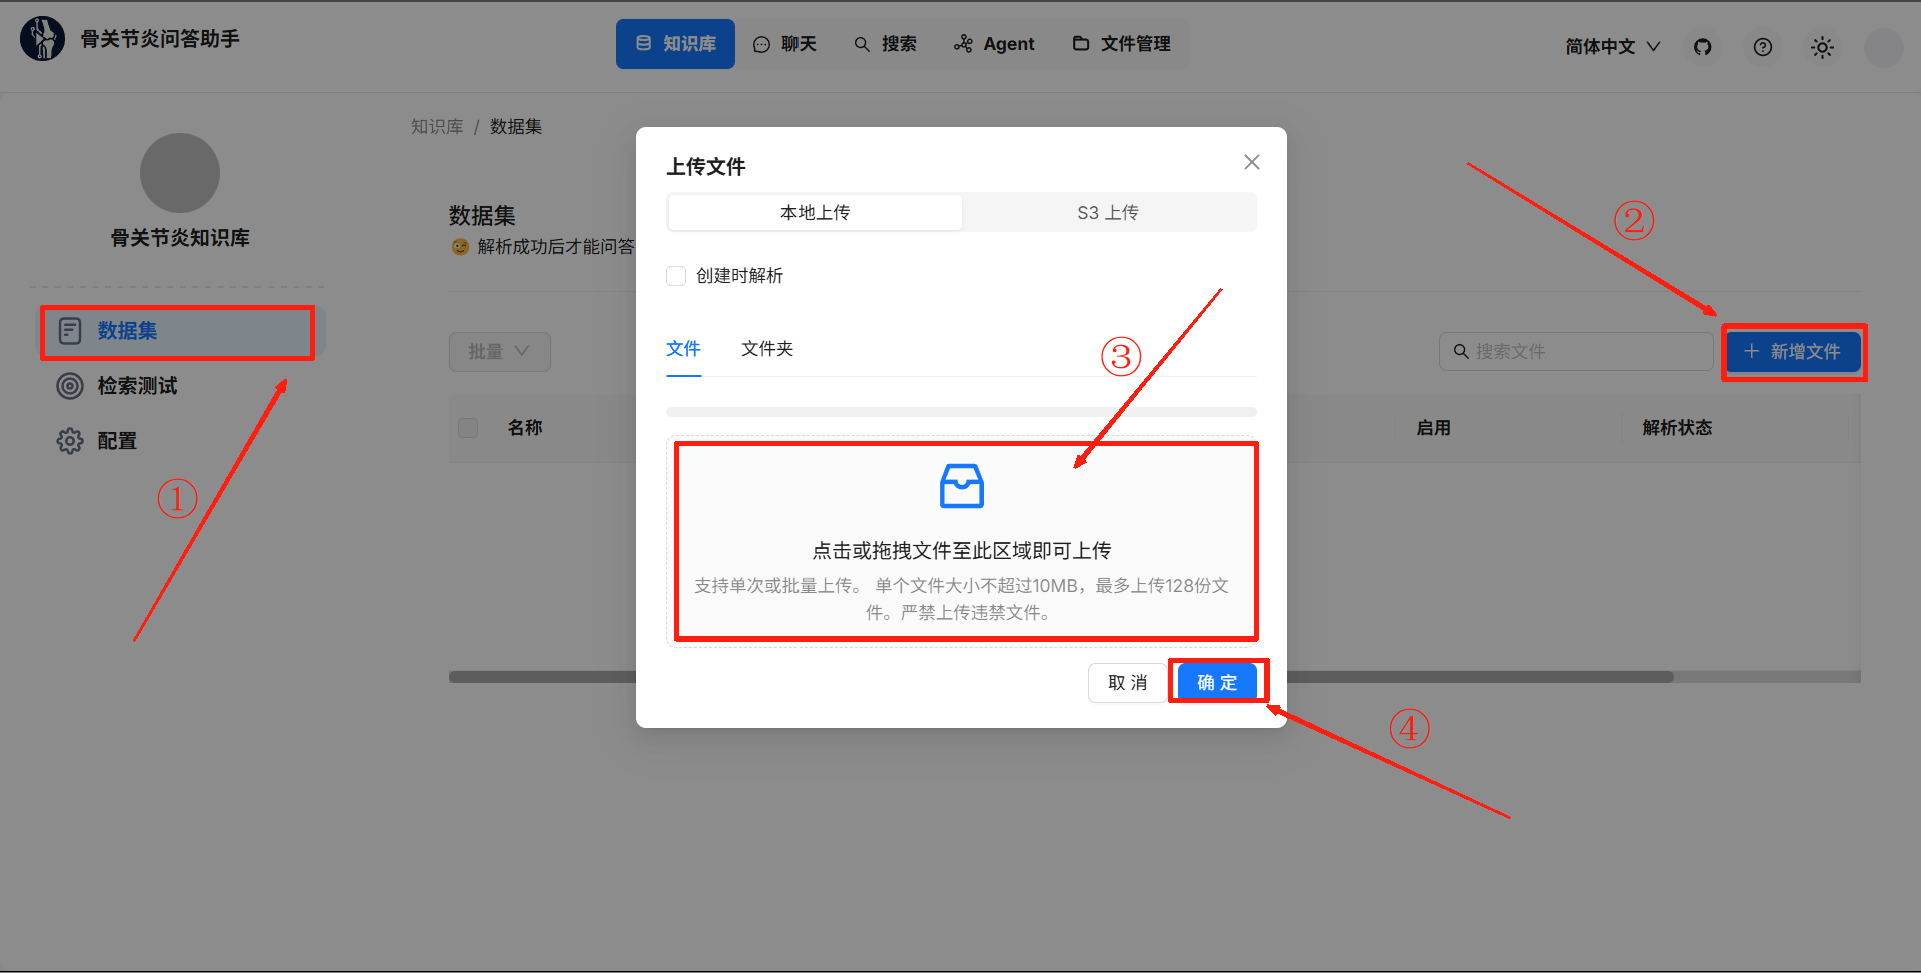 骨关节炎问答助手
知识库
聊天
搜索
Agent
文件管理
简体中文
知识库 / 数据集
骨关节炎知识库
数据集
检索测试
配置
①
数据集
解析成功后才能问答
批量
搜索文件
新增文件
②
名称
启用
解析状态
上传文件
本地上传
S3 上传
创建时解析
文件
文件夹
③
点击或拖拽文件至此区域即可上传
支持单次或批量上传。 单个文件大小不超过10MB，最多上传128份文
件。严禁上传违禁文件。
取 消
确 定
④